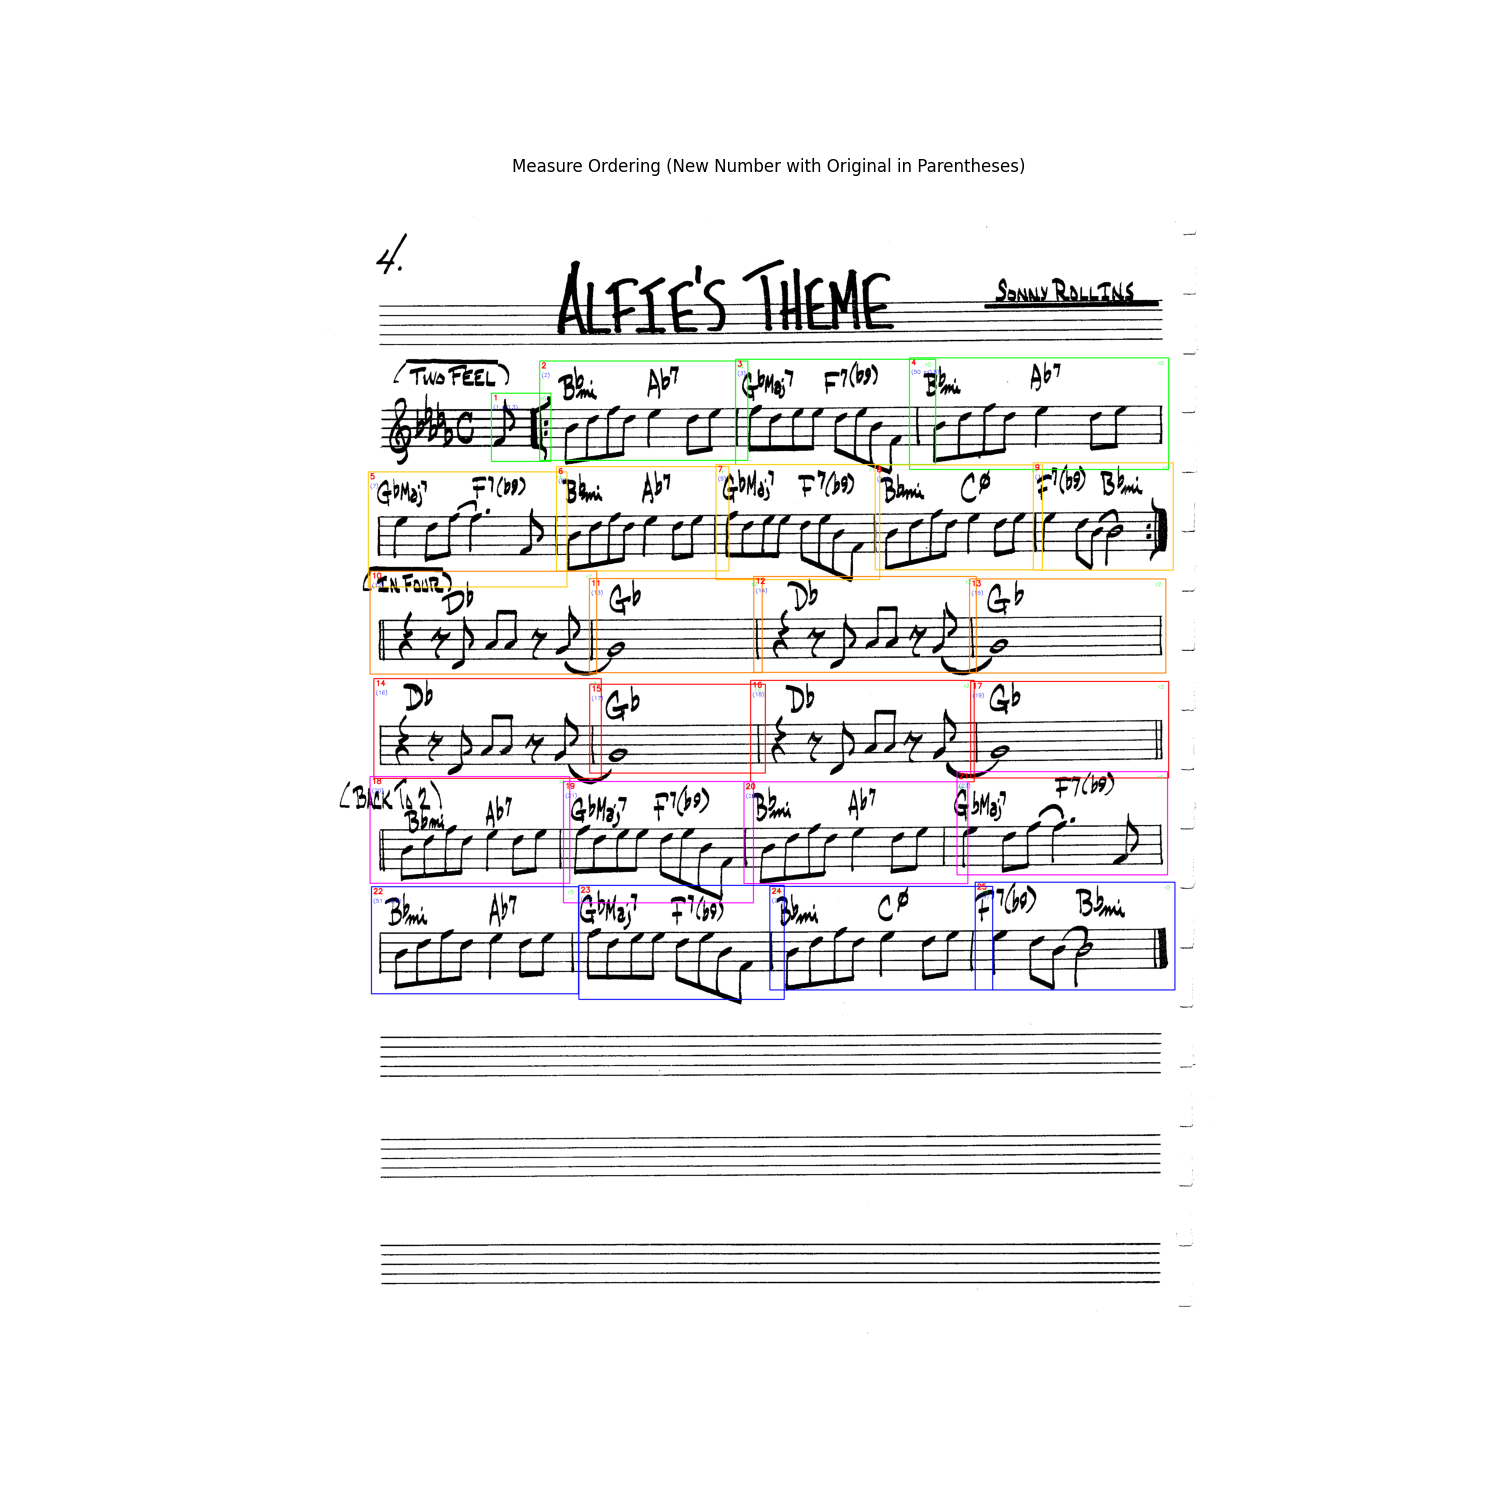 Measure Ordering (New Number with Original in Parentheses)
4.
ALFIE'S THEME
SONNY ROLLINS
(TWO FEEL)
1 2 3 4
Bbmi Ab7 GbMaj7 F7(b9) Bbmi Ab7
5 6 7 8 9
GbMaj7 F7(b9) Bbmi Ab7 GbMaj7 F7(b9) Bbmi CØ F7(b9) Bbmi
10 11 12 13
(IN FOUR)
Db Gb Db Gb
14 15 16 17
Db Gb Db Gb
18 19 20
(BACK TO 2)
Bbmi Ab7 GbMaj7 F7(b9) Bbmi Ab7 GbMaj7 F7(b9)
22 23 24 25
Bbmi Ab7 GbMaj7 F7(b9) Bbmi CØ F7(b9) Bbmi